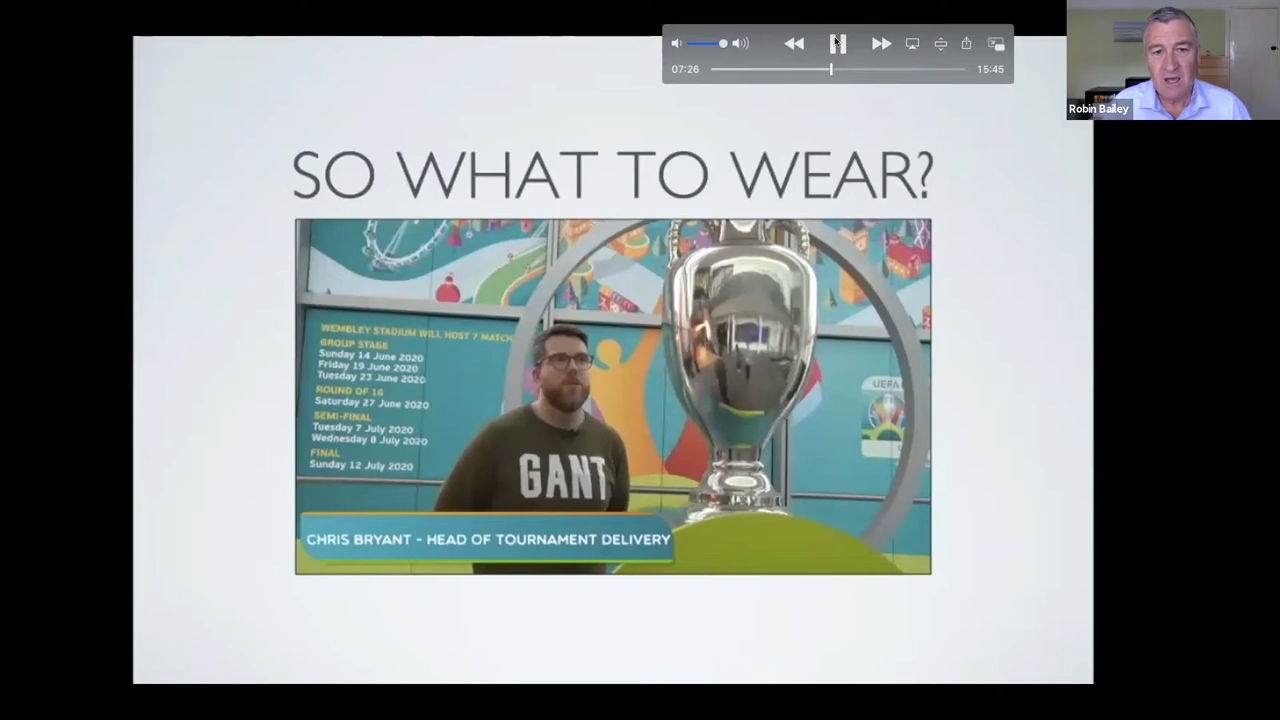 07:26
15:45
Robin Bailey
SO WHAT TO WEAR?
WEMBLEY STADIUM WILL HOST 7 MATCH
GROUP STAGE
Sunday 14 June 2020
Friday 19 June 2020
Tuesday 23 June 2020
ROUND OF 16
Saturday 27 June 2020
SEMI-FINAL
Tuesday 7 July 2020
Wednesday 8 July 2020
FINAL
Sunday 12 July 2020
UEFA
GANT
CHRIS BRYANT - HEAD OF TOURNAMENT DELIVERY